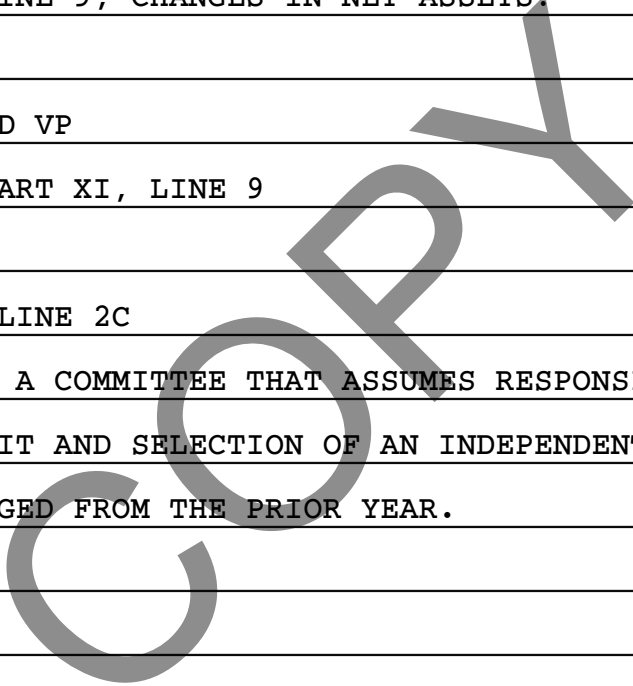 LINE 9, CHANGES IN NET ASSETS:
D VP
ART XI, LINE 9
LINE 2C
A COMMITTEE THAT ASSUMES RESPONSI
IT AND SELECTION OF AN INDEPENDENT
GED FROM THE PRIOR YEAR.
COPY